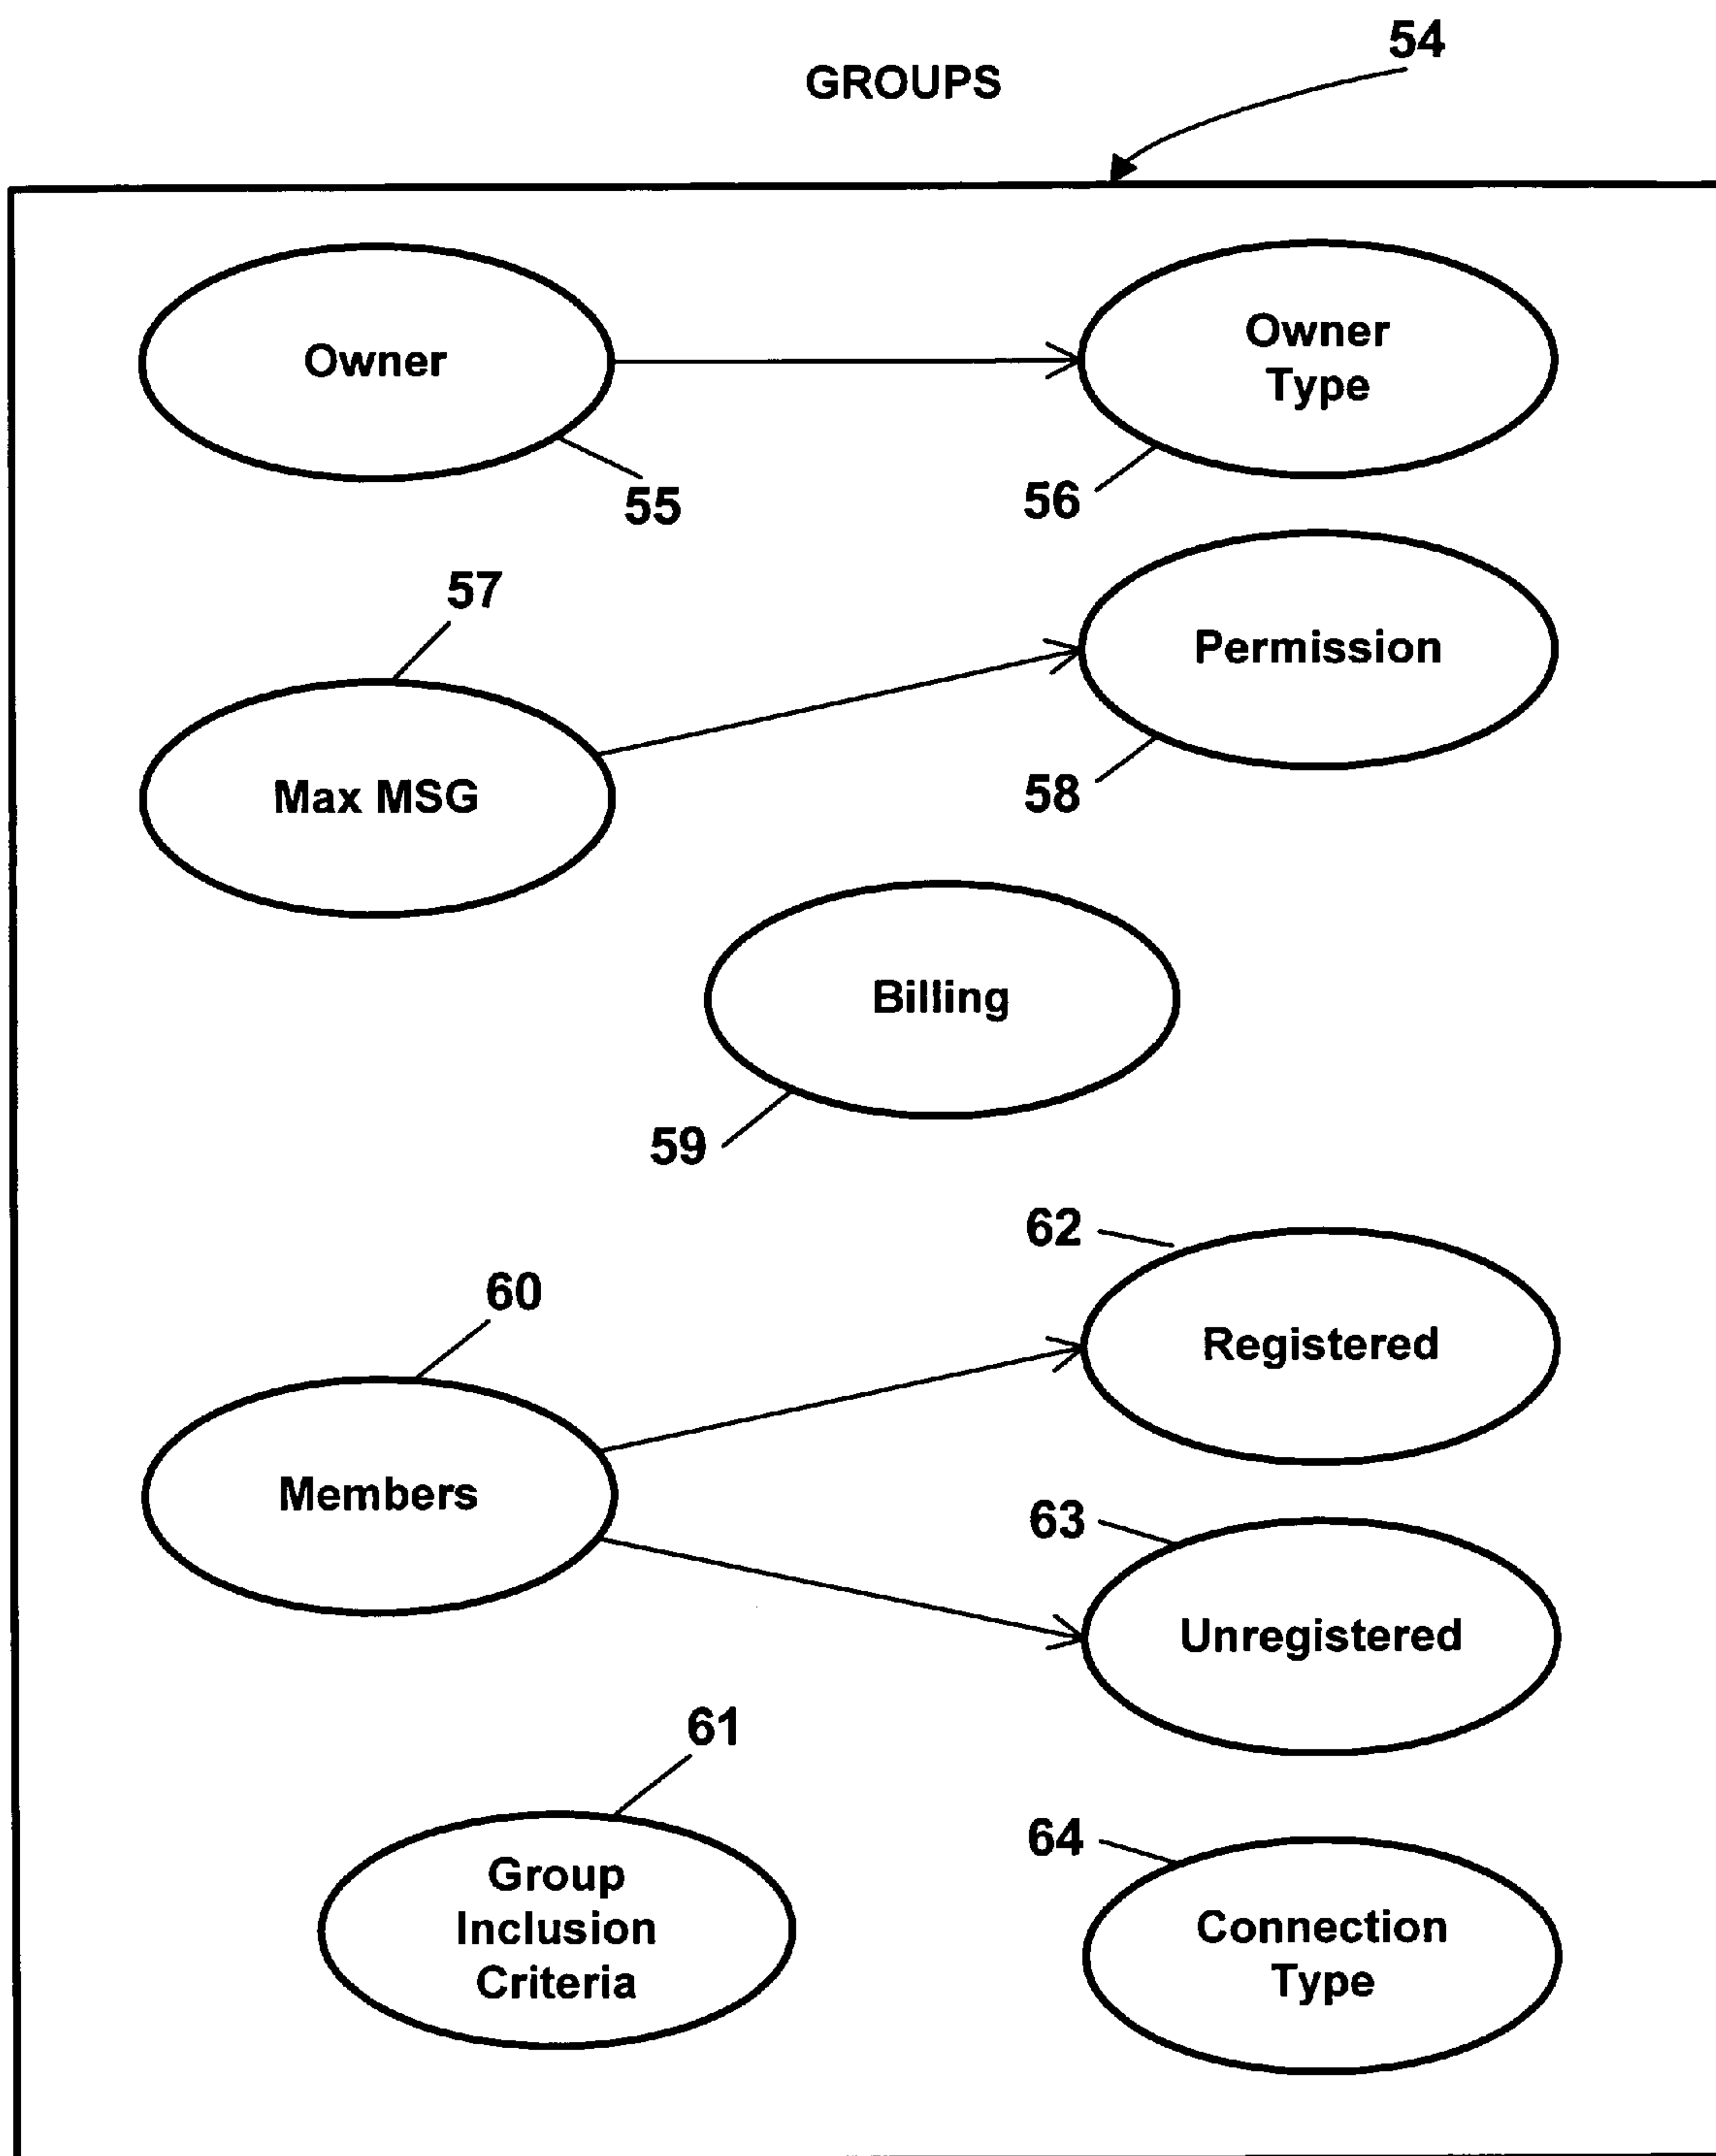 54
GROUPS
Owner
Owner
Type
55
56
57
Permission
Max MSG
58
Billing
59
62
60
Registered
Members
63
Unregistered
61
64
Group
Inclusion
Criteria
Connection
Type